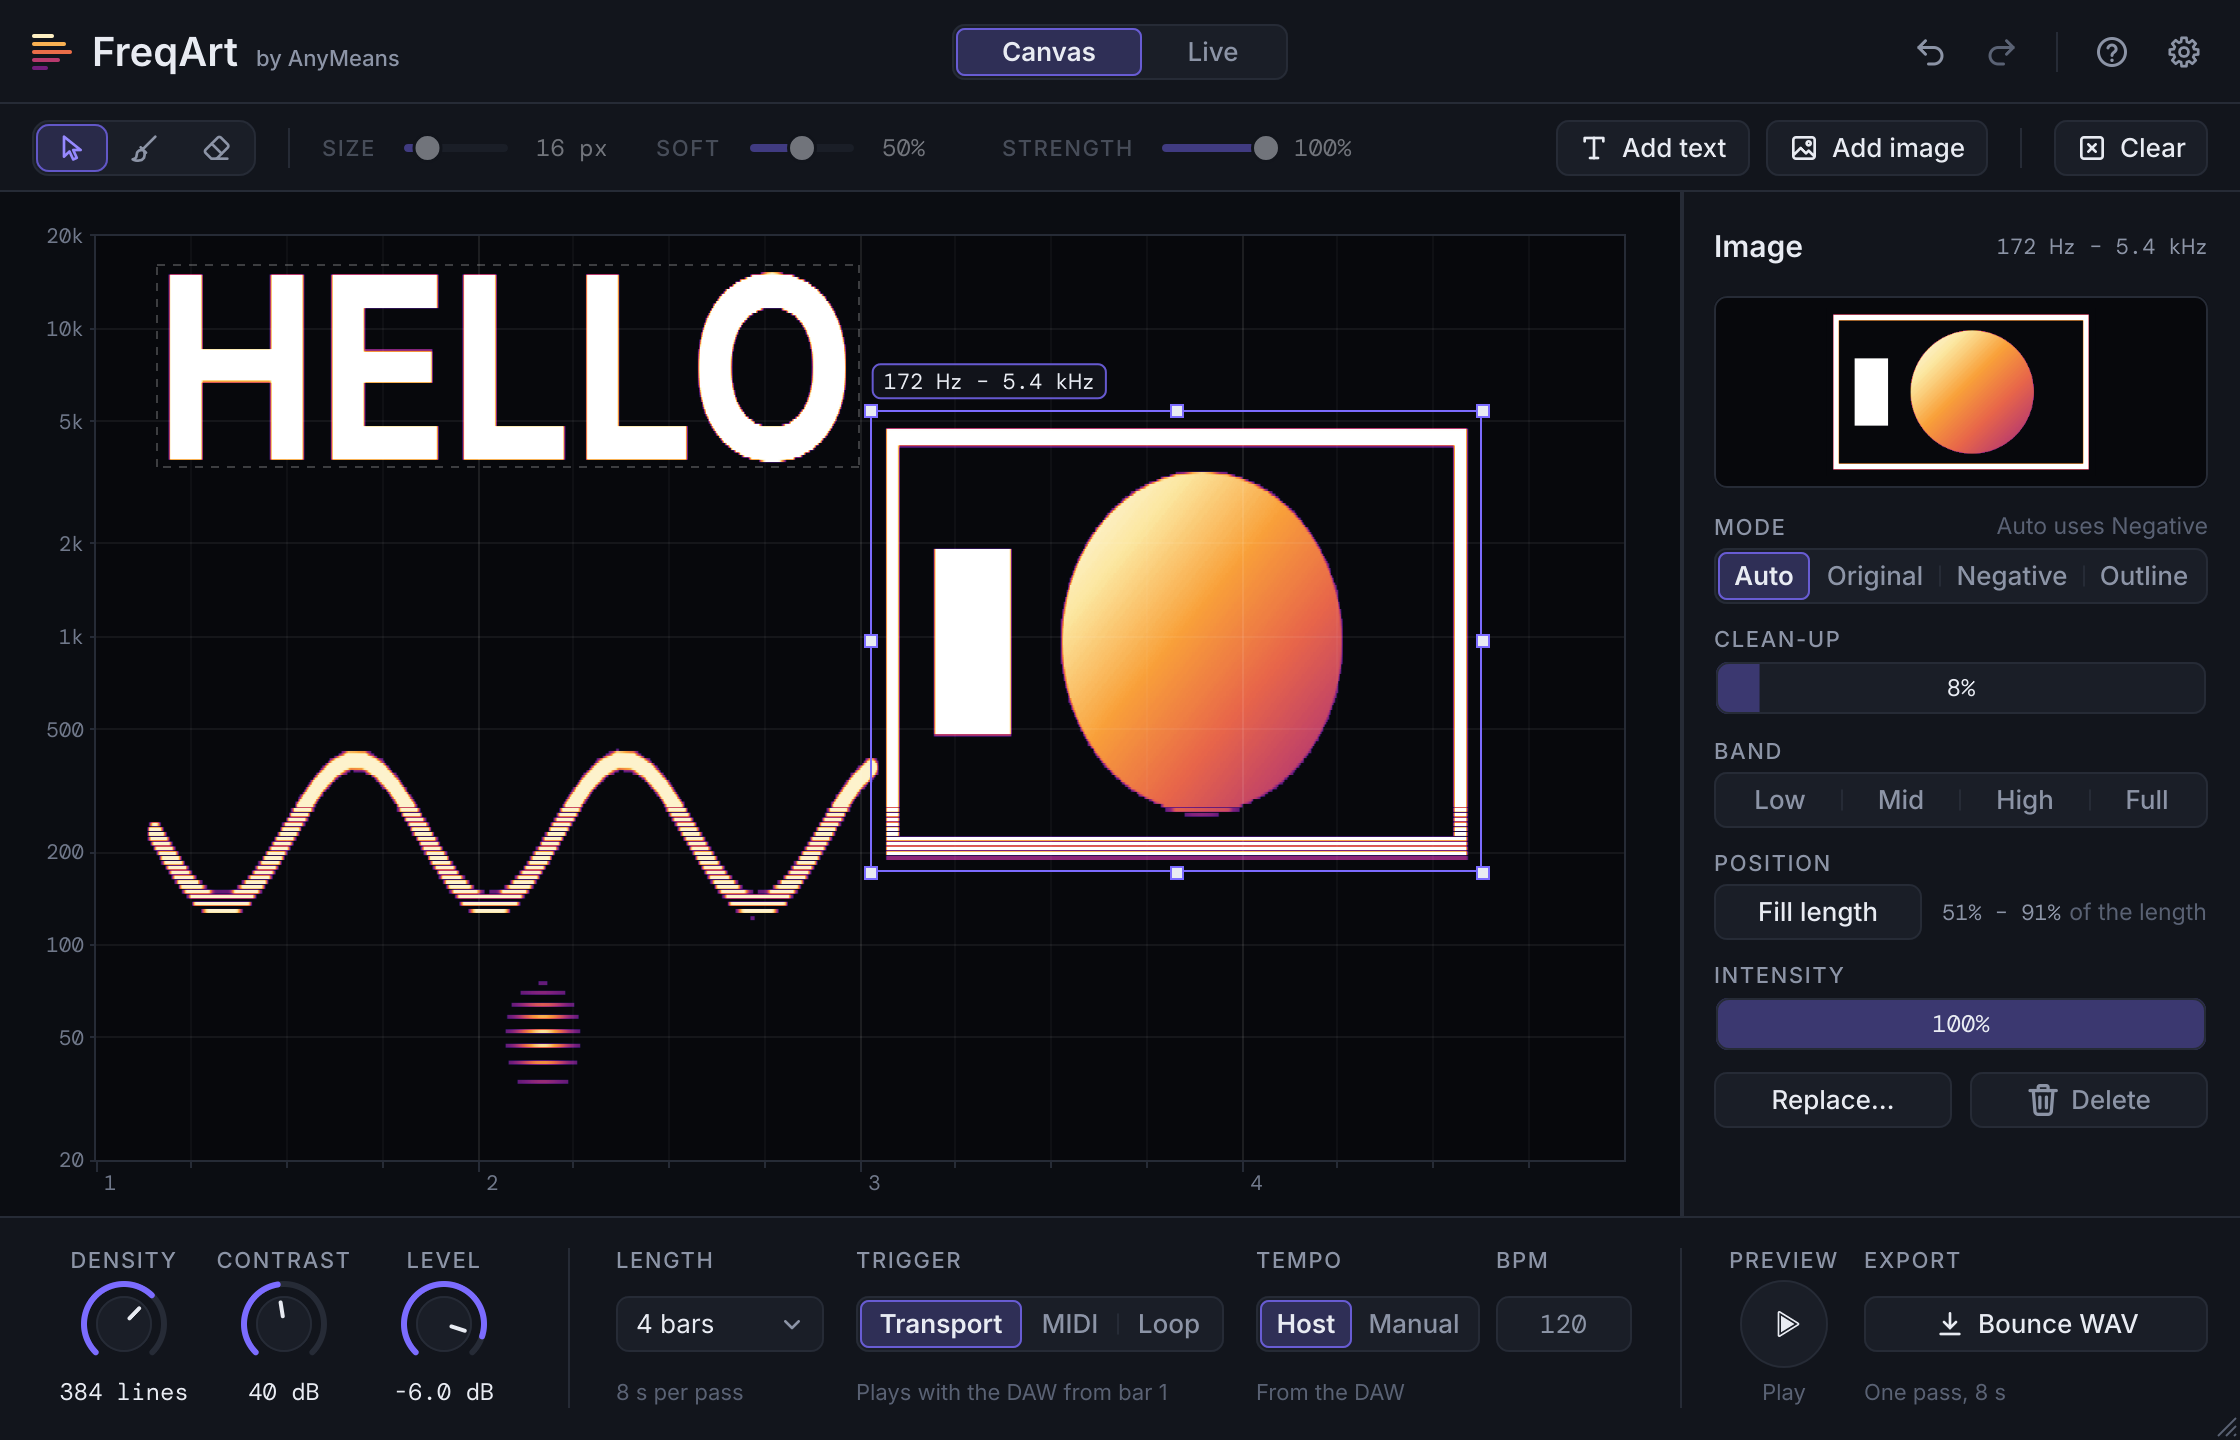 FreqArt by AnyMeans
Canvas Live
SIZE 16 px SOFT 50% STRENGTH 100%
Add text Add image Clear
20k
10k
5k
2k
1k
500
200
100
50
20
1 2 3 4
HELLO
172 Hz - 5.4 kHz
Image 172 Hz - 5.4 kHz
MODE Auto uses Negative
Auto Original Negative Outline
CLEAN-UP
8%
BAND
Low Mid High Full
POSITION
Fill length 51% - 91% of the length
INTENSITY
100%
Replace... Delete
DENSITY CONTRAST LEVEL LENGTH TRIGGER TEMPO BPM PREVIEW EXPORT
4 bars Transport MIDI Loop Host Manual 120 Bounce WAV
384 lines 40 dB -6.0 dB 8 s per pass Plays with the DAW from bar 1 From the DAW Play One pass, 8 s